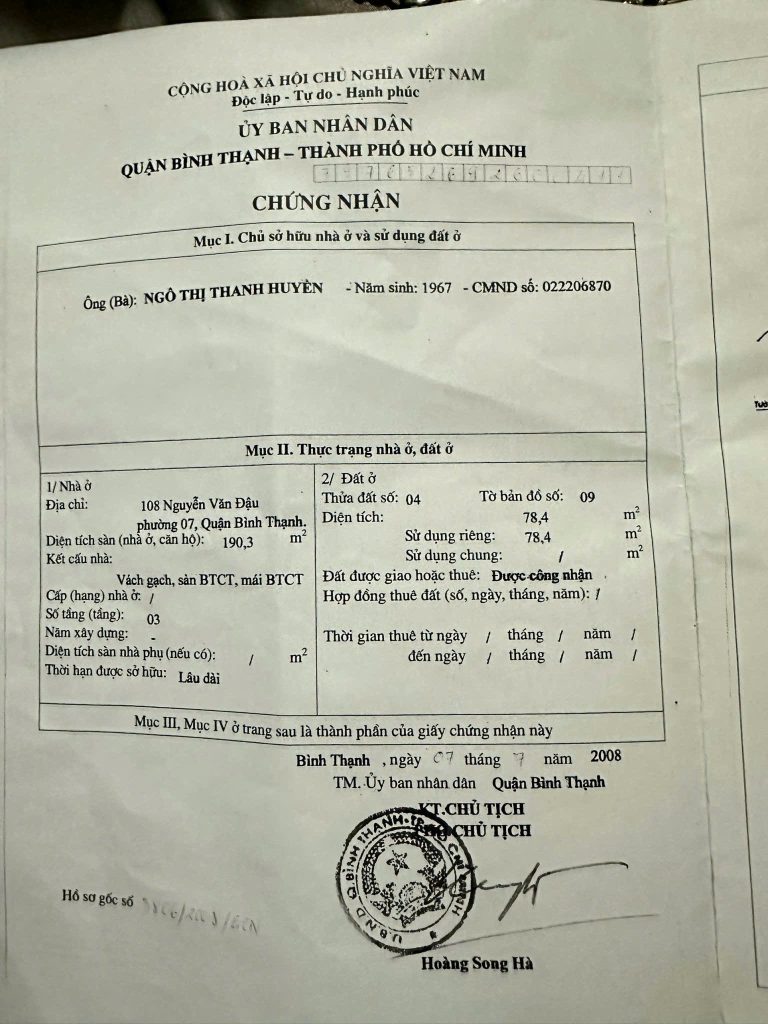 CỘNG HOÀ XÃ HỘI CHỦ NGHĨA VIỆT NAM
Độc lập - Tự do - Hạnh phúc
ỦY BAN NHÂN DÂN
QUẬN BÌNH THẠNH – THÀNH PHỐ HỒ CHÍ MINH
CHỨNG NHẬN
Mục I. Chủ sở hữu nhà ở và sử dụng đất ở
Ông (Bà): NGÔ THỊ THANH HUYỀN - Năm sinh: 1967 - CMND số: 022206870
Mục II. Thực trạng nhà ở, đất ở
1/ Nhà ở
Địa chỉ: 108 Nguyễn Văn Đậu
phường 07, Quận Bình Thạnh.
Diện tích sàn (nhà ở, căn hộ): 190,3 m²
Kết cấu nhà:
Vách gạch, sàn BTCT, mái BTCT
Cấp (hạng) nhà ở: /
Số tầng (tầng): 03
Năm xây dựng: -
Diện tích sàn nhà phụ (nếu có): / m²
Thời hạn được sở hữu: Lâu dài
2/ Đất ở
Thửa đất số: 04 Tờ bản đồ số: 09
Diện tích: 78,4 m²
Sử dụng riêng: 78,4 m²
Sử dụng chung: / m²
Đất được giao hoặc thuê: Được công nhận
Hợp đồng thuê đất (số, ngày, tháng, năm): /
Thời gian thuê từ ngày / tháng / năm /
đến ngày / tháng / năm /
Mục III, Mục IV ở trang sau là thành phần của giấy chứng nhận này
Bình Thạnh , ngày 07 tháng 7 năm 2008
TM. Ủy ban nhân dân Quận Bình Thạnh
KT.CHỦ TỊCH
PHÓ CHỦ TỊCH
U.B.N.D Q.BÌNH THẠNH
Hồ sơ gốc số
Hoàng Song Hà